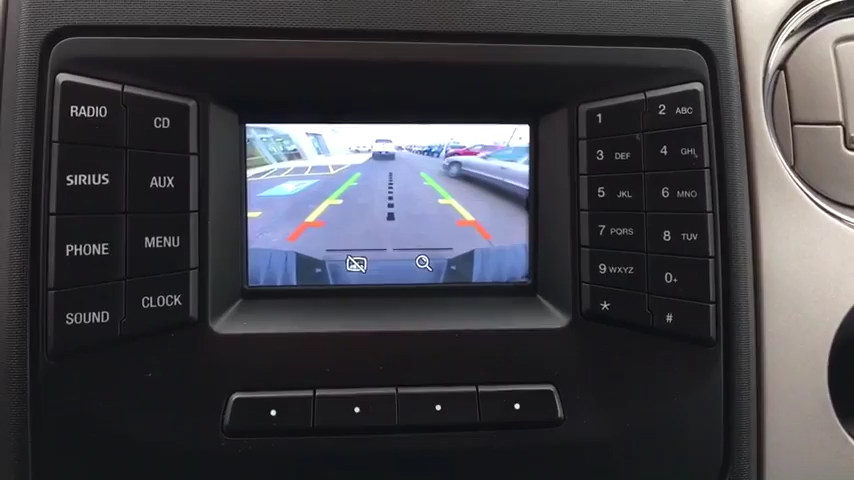 RADIO
CD
SIRIUS
AUX
PHONE
MENU
SOUND
CLOCK
1
2 ABC
3 DEF
4 GHI
5 JKL
6 MNO
7 PQRS
8 TUV
9 WXYZ
0+
*
#